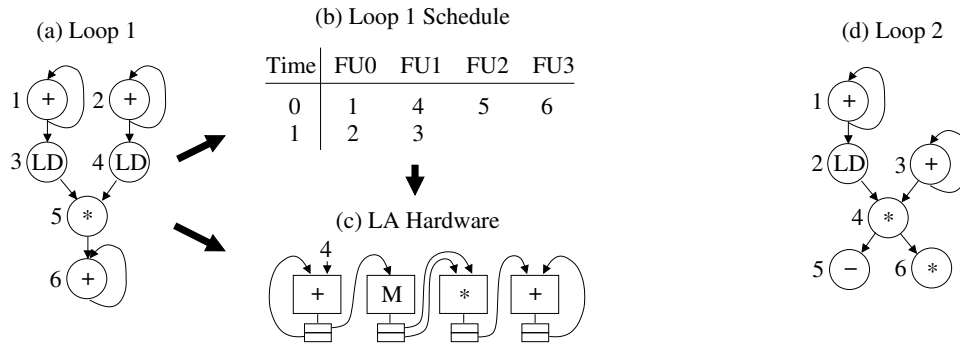 (a) Loop 1
1 + 2 +
3 LD 4 LD
5 *
6 +
(b) Loop 1 Schedule
Time FU0 FU1 FU2 FU3
0 1 4 5 6
1 2 3
(c) LA Hardware
4
+ M * +
(d) Loop 2
1 +
2 LD 3 +
4 *
5 − 6 *